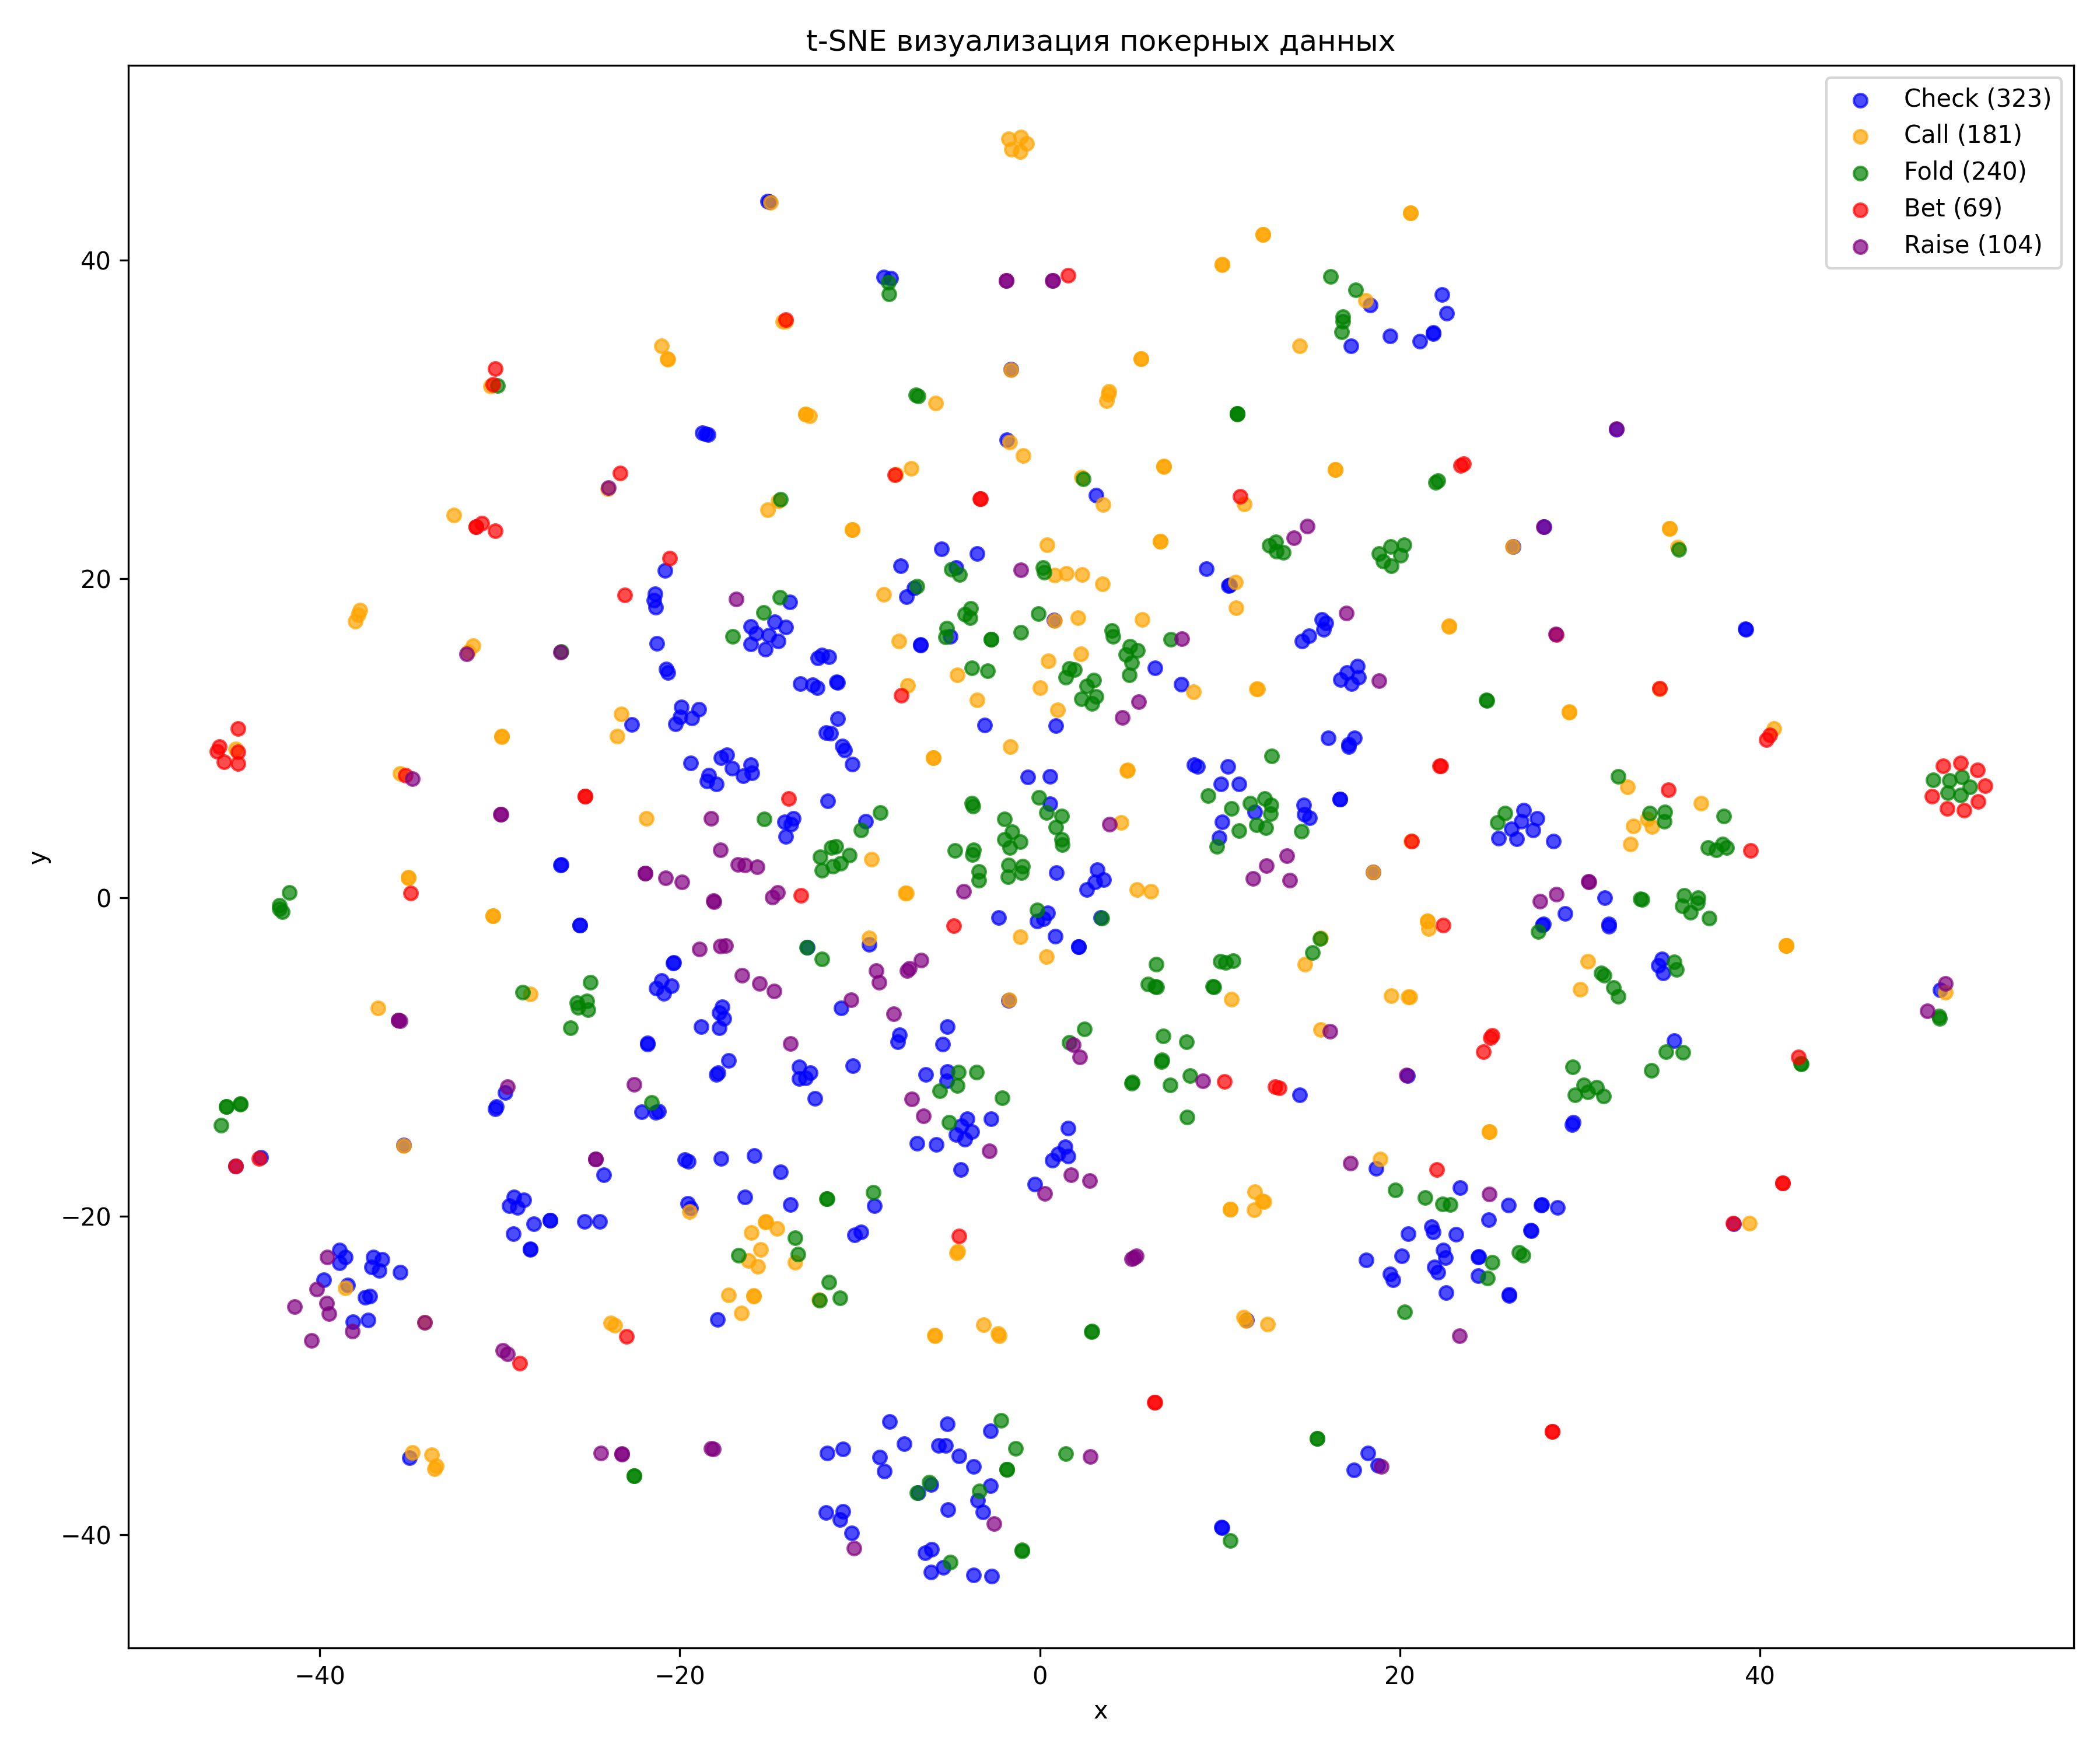 t-SNE визуализация покерных данных
Check (323)
Call (181)
Fold (240)
Bet (69)
Raise (104)
40
20
0
−20
−40
y
−40
−20
0
20
40
x